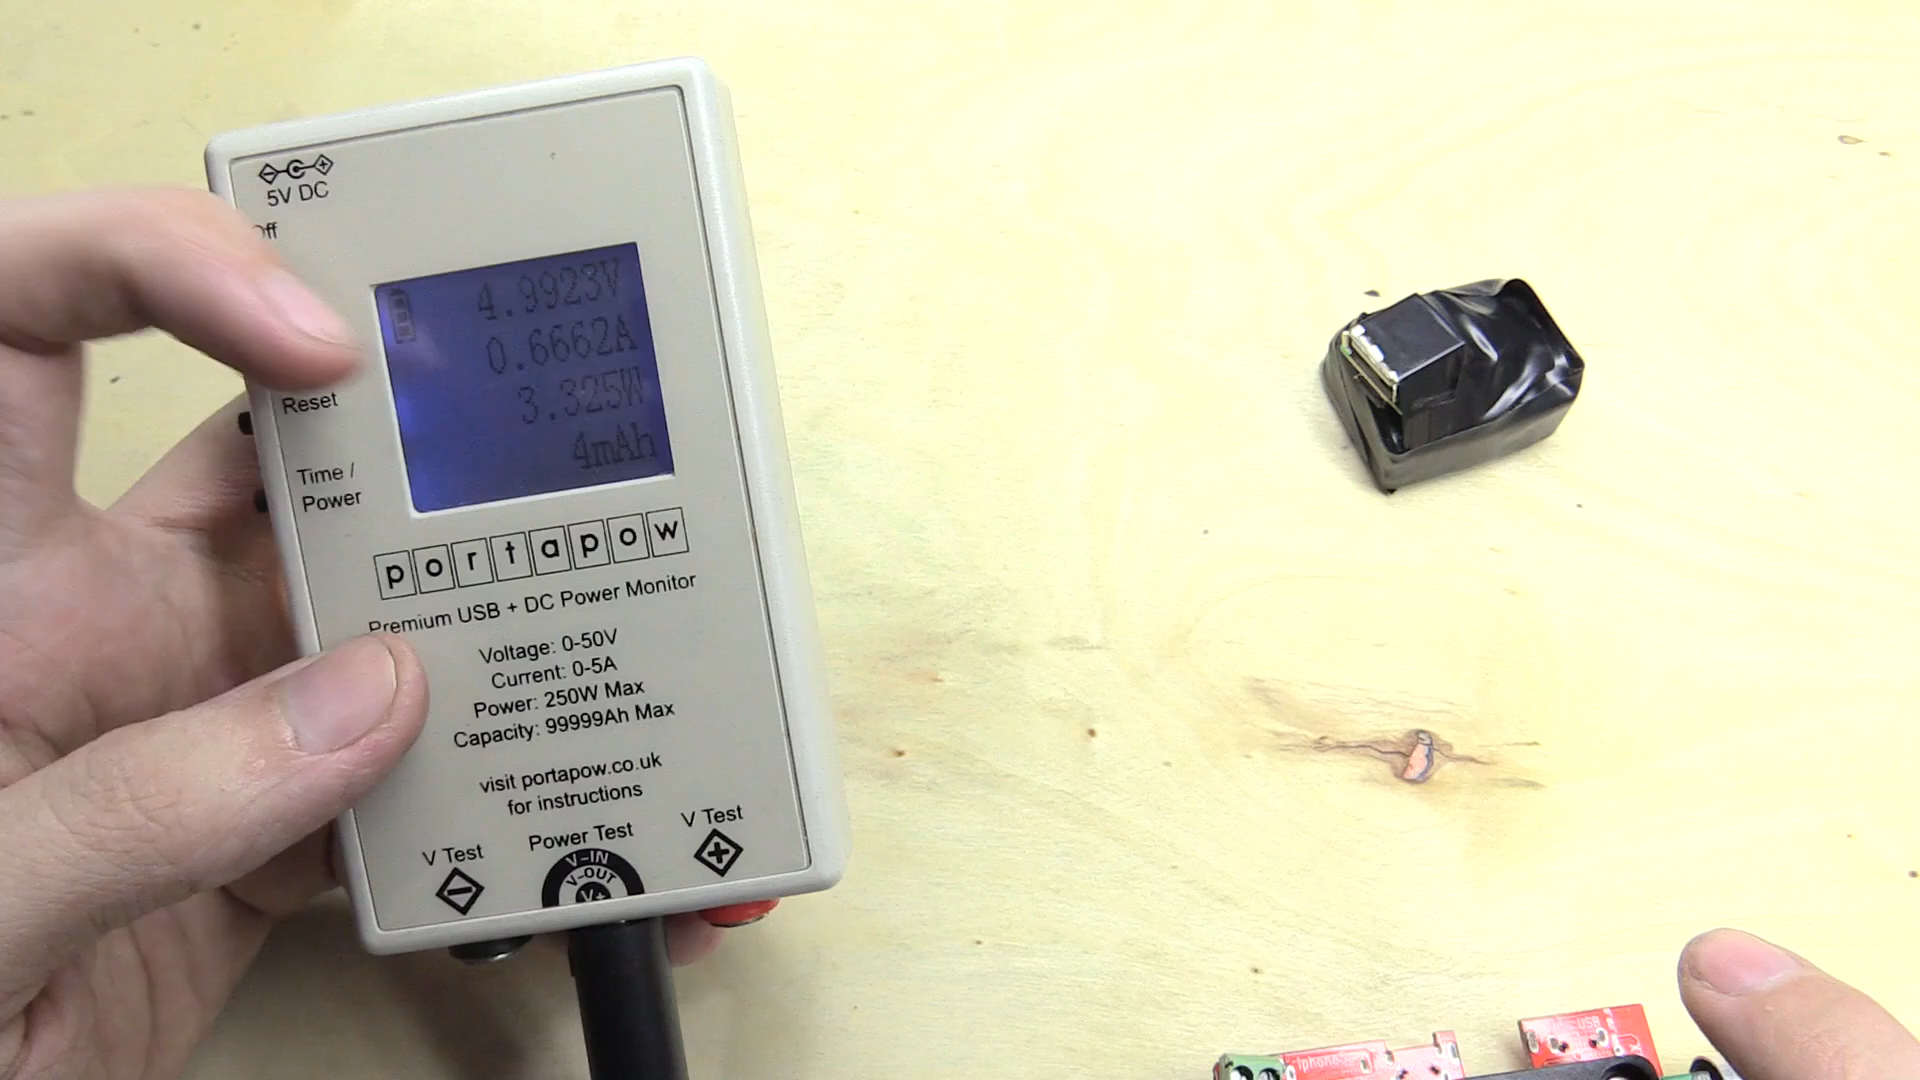 5V DC
Off
4.9923V
0.6662A
3.325W
4mAh
Reset
Time /
Power
portapow
Premium USB + DC Power Monitor
Voltage: 0-50V
Current: 0-5A
Power: 250W Max
Capacity: 99999Ah Max
visit portapow.co.uk
for instructions
V Test
Power Test
V Test
V-IN
V-OUT
V+
USB
Iphone